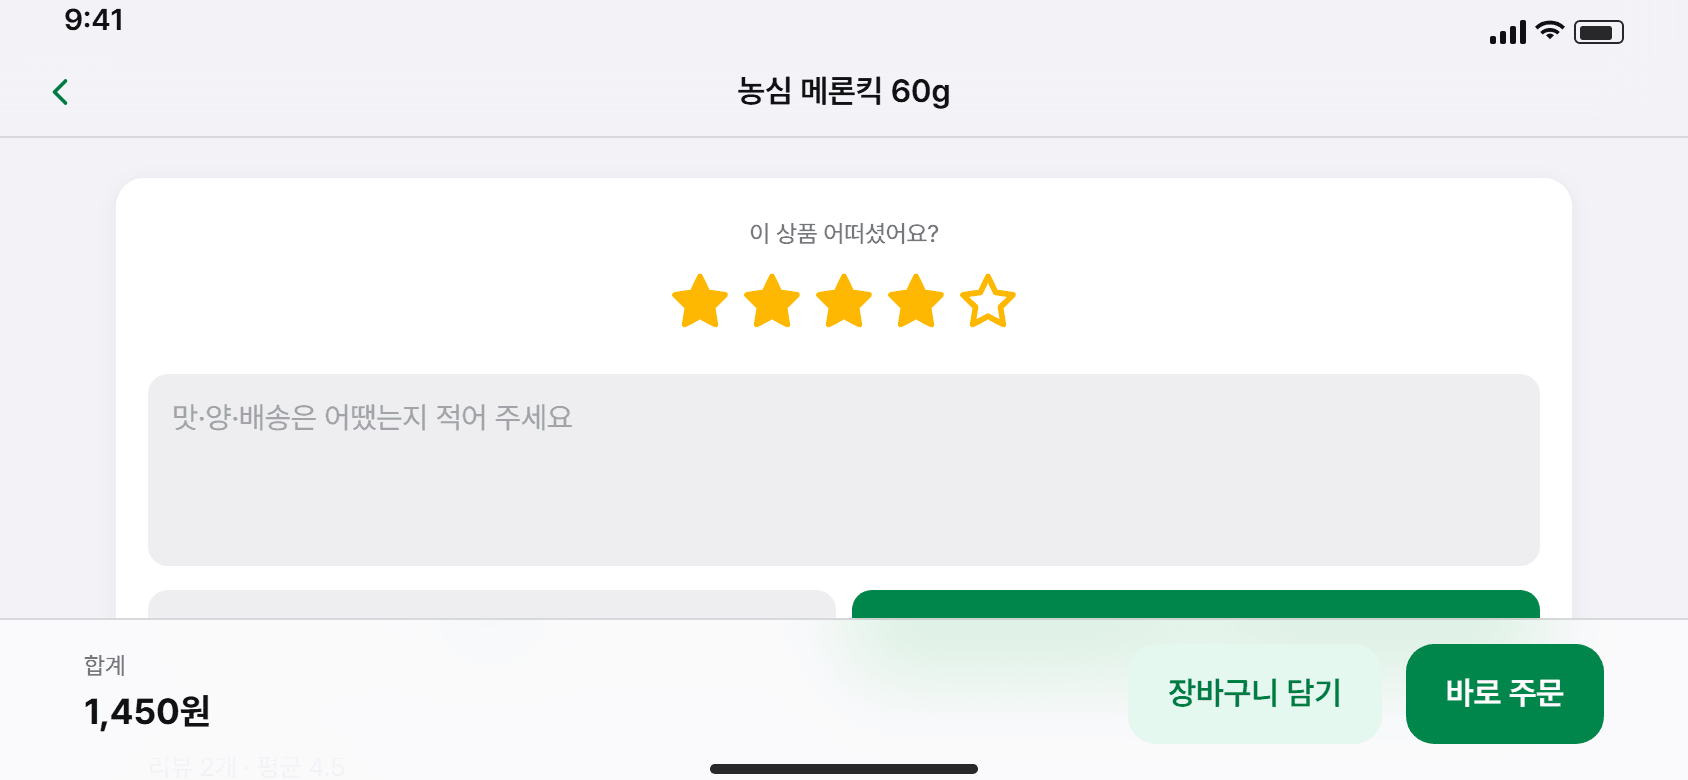 9:41
농심 메론킥 60g
이 상품 어떠셨어요?
맛·양·배송은 어땠는지 적어 주세요
합계
1,450원
장바구니 담기
바로 주문
리뷰 2개 · 평균 4.5